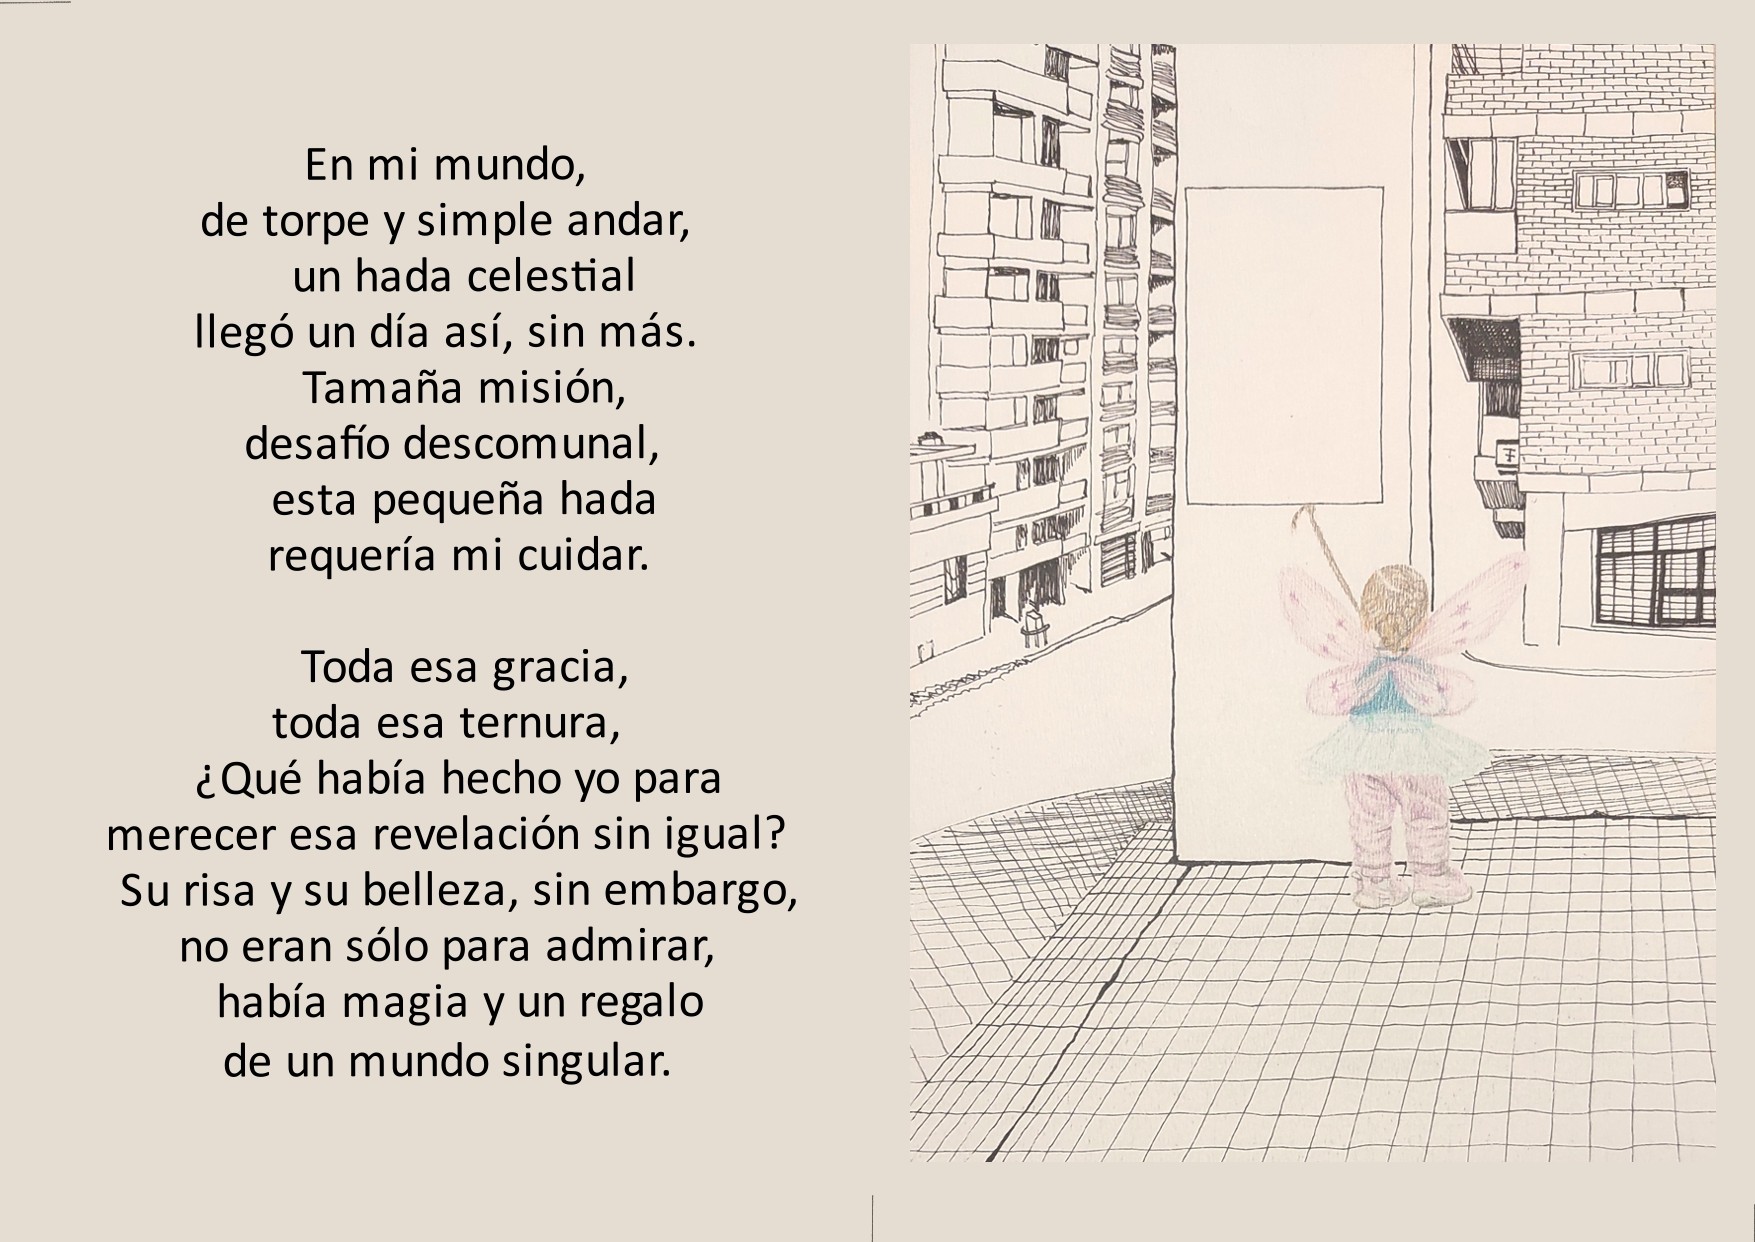 En mi mundo,
de torpe y simple andar,
un hada celestial
llegó un día así, sin más.
Tamaña misión,
desafío descomunal,
esta pequeña hada
requería mi cuidar.
Toda esa gracia,
toda esa ternura,
¿Qué había hecho yo para
merecer esa revelación sin igual?
Su risa y su belleza, sin embargo,
no eran sólo para admirar,
había magia y un regalo
de un mundo singular.